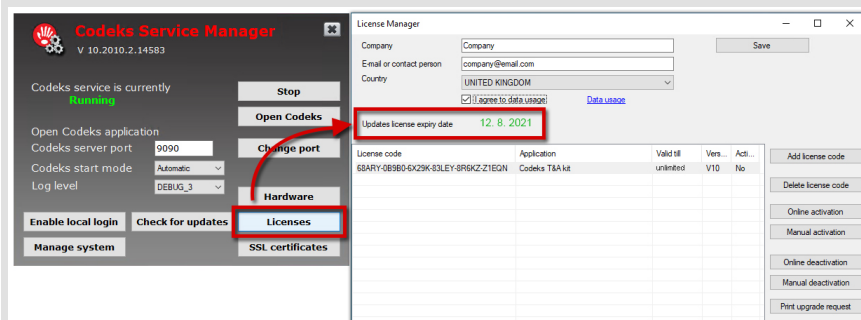 Codeks Service Manager
V 10.2010.2.14583
Codeks service is currently
Running
Stop
Open Codeks
Open Codeks application
Codeks server port 9090
Change port
Codeks start mode Automatic
Log level DEBUG_3
Hardware
Enable local login Check for updates Licenses
Manage system SSL certificates
License Manager
Company Company Save
E-mail or contact person company@email.com
Country UNITED KINGDOM
I agree to data usage Data usage
Updates license expiry date 12. 8. 2021
License code Application Valid till Vers... Acti...
68ARY-0B9B0-6X29K-83LEY-8R6KZ-Z1EQN Codeks T&A kit unlimited V10 No
Add license code
Delete license code
Online activation
Manual activation
Online deactivation
Manual deactivation
Print upgrade request